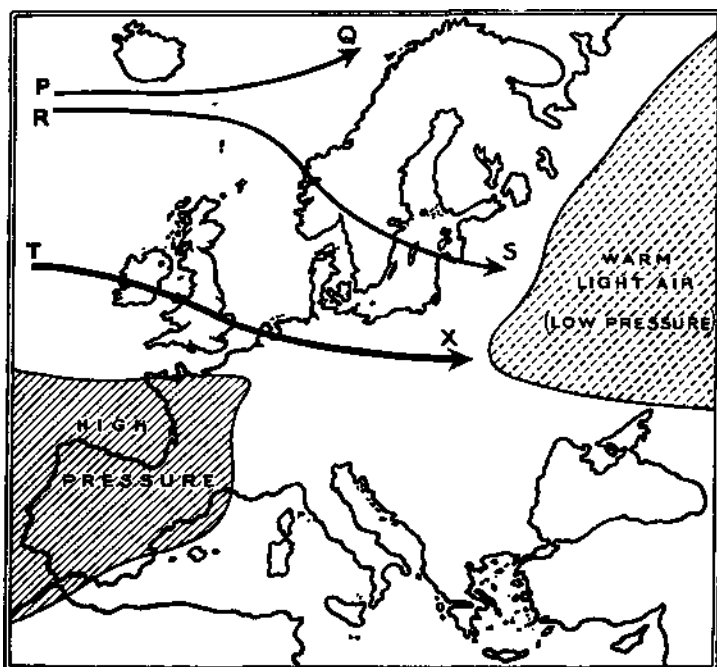 Q
P
R
T
S
X
WARM
LIGHT AIR
(LOW PRESSURE)
HIGH
PRESSURE